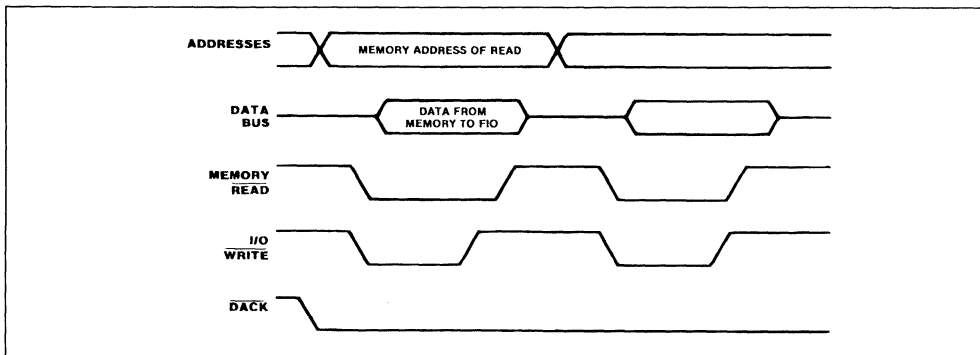 ADDRESSES
MEMORY ADDRESS OF READ
DATA
BUS
DATA FROM
MEMORY TO FIO
MEMORY
READ
I/O
WRITE
DACK